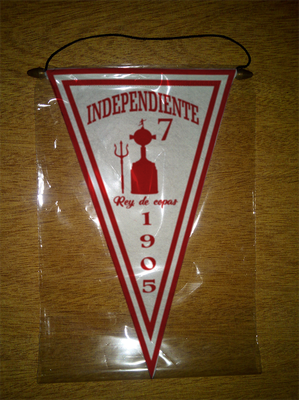 INDEPENDIENTE
7
Rey de copas
1905